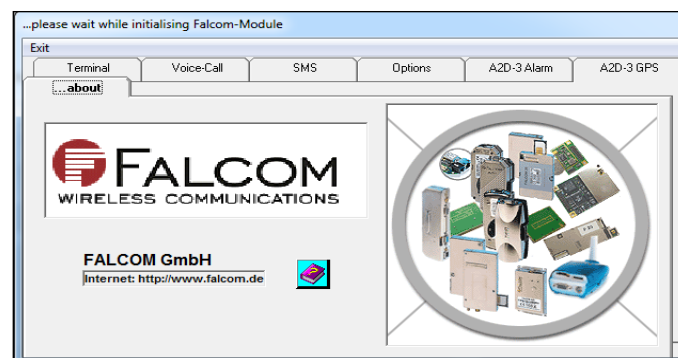 ...please wait while initialising Falcom-Module
Exit
Terminal
Voice-Call
SMS
Options
A2D-3 Alarm
A2D-3 GPS
...about
FALCOM
WIRELESS COMMUNICATIONS
FALCOM GmbH
Internet: http://www.falcom.de